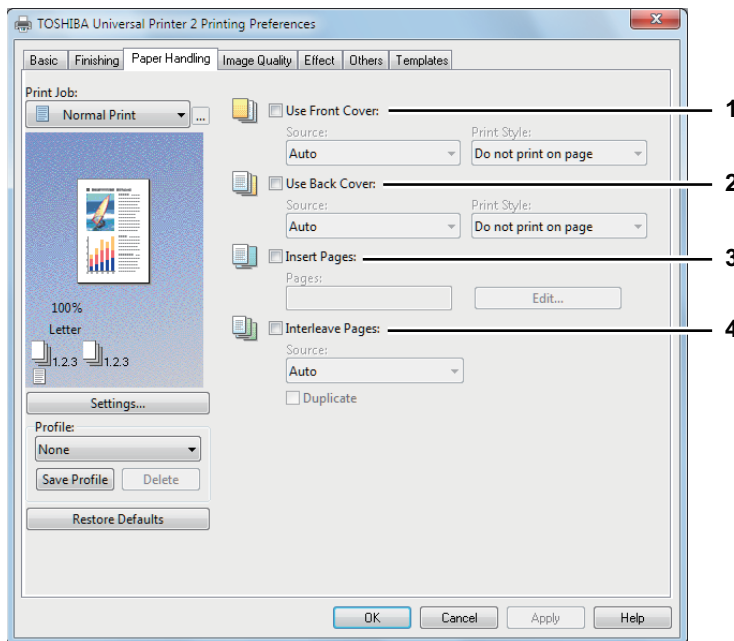 TOSHIBA Universal Printer 2 Printing Preferences
Basic Finishing Paper Handling Image Quality Effect Others Templates
Print Job:
Normal Print ...
100%
Letter
1.2.3 1.2.3
Settings...
Profile:
None
Save Profile Delete
Restore Defaults
Use Front Cover: 1
Source: Print Style:
Auto Do not print on page
Use Back Cover: 2
Source: Print Style:
Auto Do not print on page
Insert Pages: 3
Pages:
Edit...
Interleave Pages: 4
Source:
Auto
Duplicate
OK Cancel Apply Help